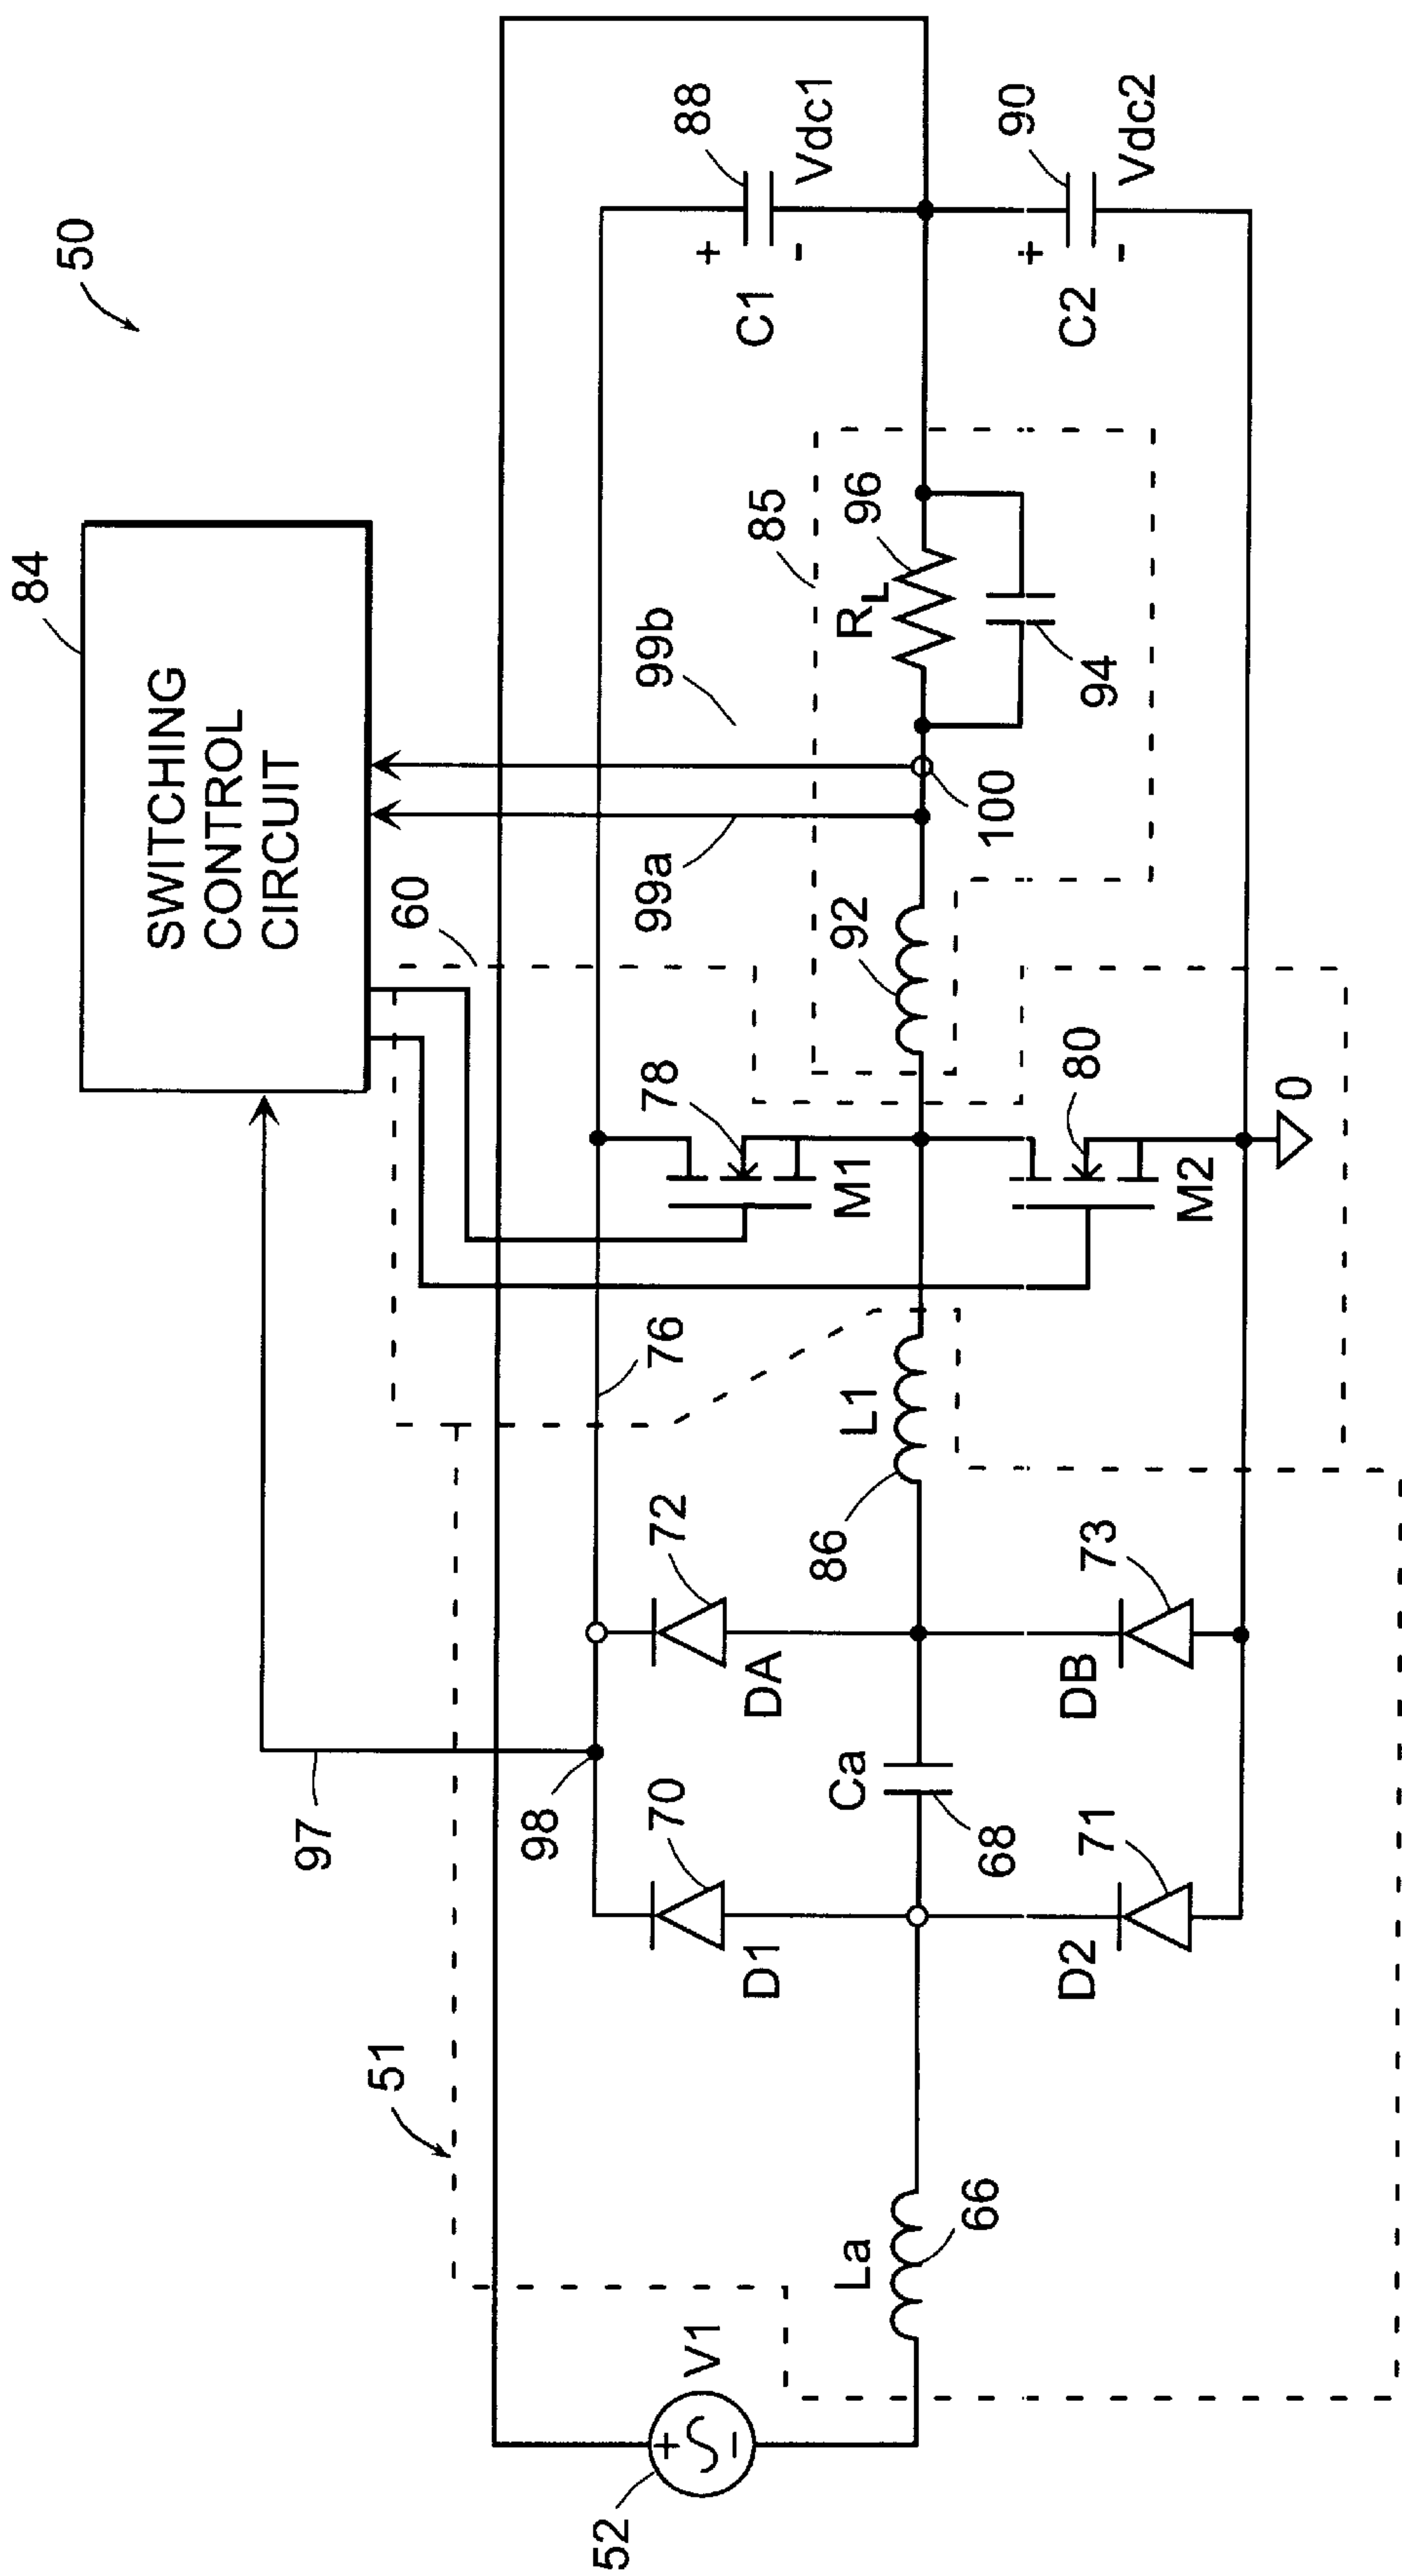 50
84
SWITCHING
CONTROL
CIRCUIT
88
+
-
Vdc1
C1
90
+
-
Vdc2
C2
85
96
RL
94
99b
99a
100
60
92
78
M1
80
M2
0
76
L1
86
97
98
72
DA
73
DB
Ca
68
70
D1
71
D2
51
La
66
V1
+
-
52